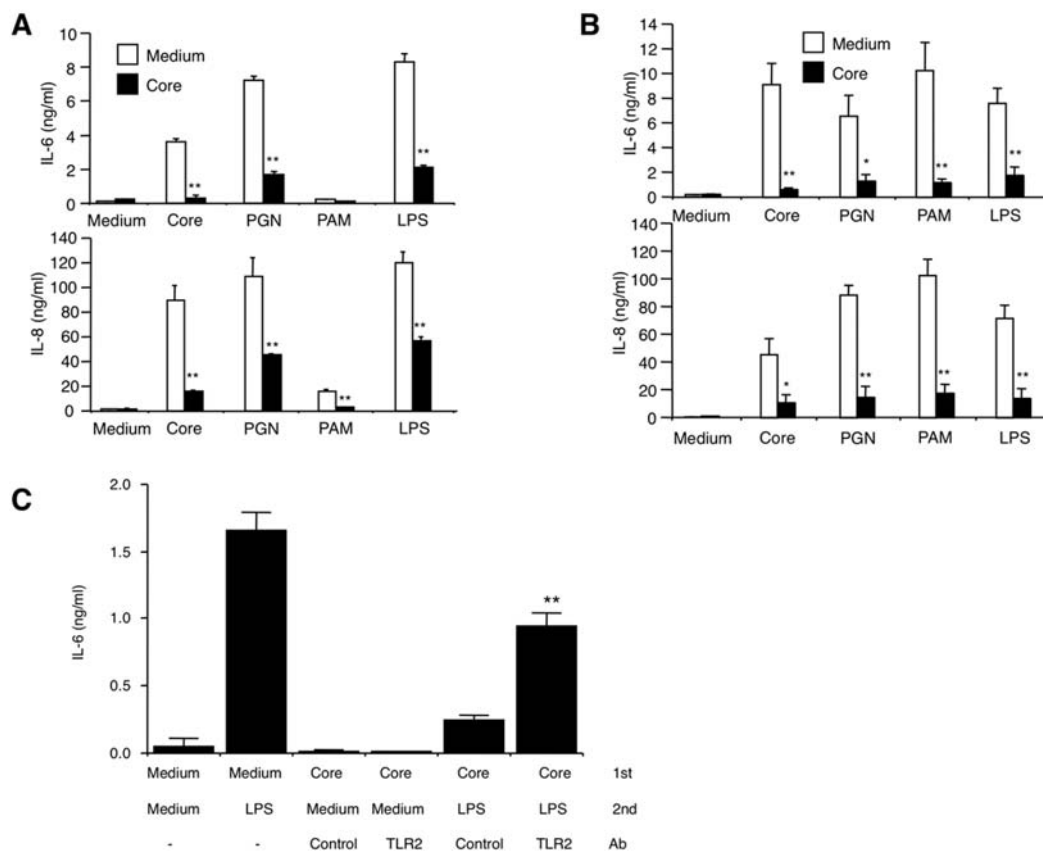 A
IL-6 (ng/ml)
10
8
6
4
2
0
Medium
Core
**
**
**
Medium Core PGN PAM LPS
IL-8 (ng/ml)
140
120
100
80
60
40
20
0
**
**
**
**
Medium Core PGN PAM LPS
B
IL-6 (ng/ml)
14
12
10
8
6
4
2
0
Medium
Core
**
*
**
**
Medium Core PGN PAM LPS
IL-8 (ng/ml)
140
120
100
80
60
40
20
0
*
**
**
**
Medium Core PGN PAM LPS
C
IL-6 (ng/ml)
2.0
1.5
1.0
0.5
0.0
**
Medium Medium Core Core Core Core 1st
Medium LPS Medium Medium LPS LPS 2nd
- - Control TLR2 Control TLR2 Ab